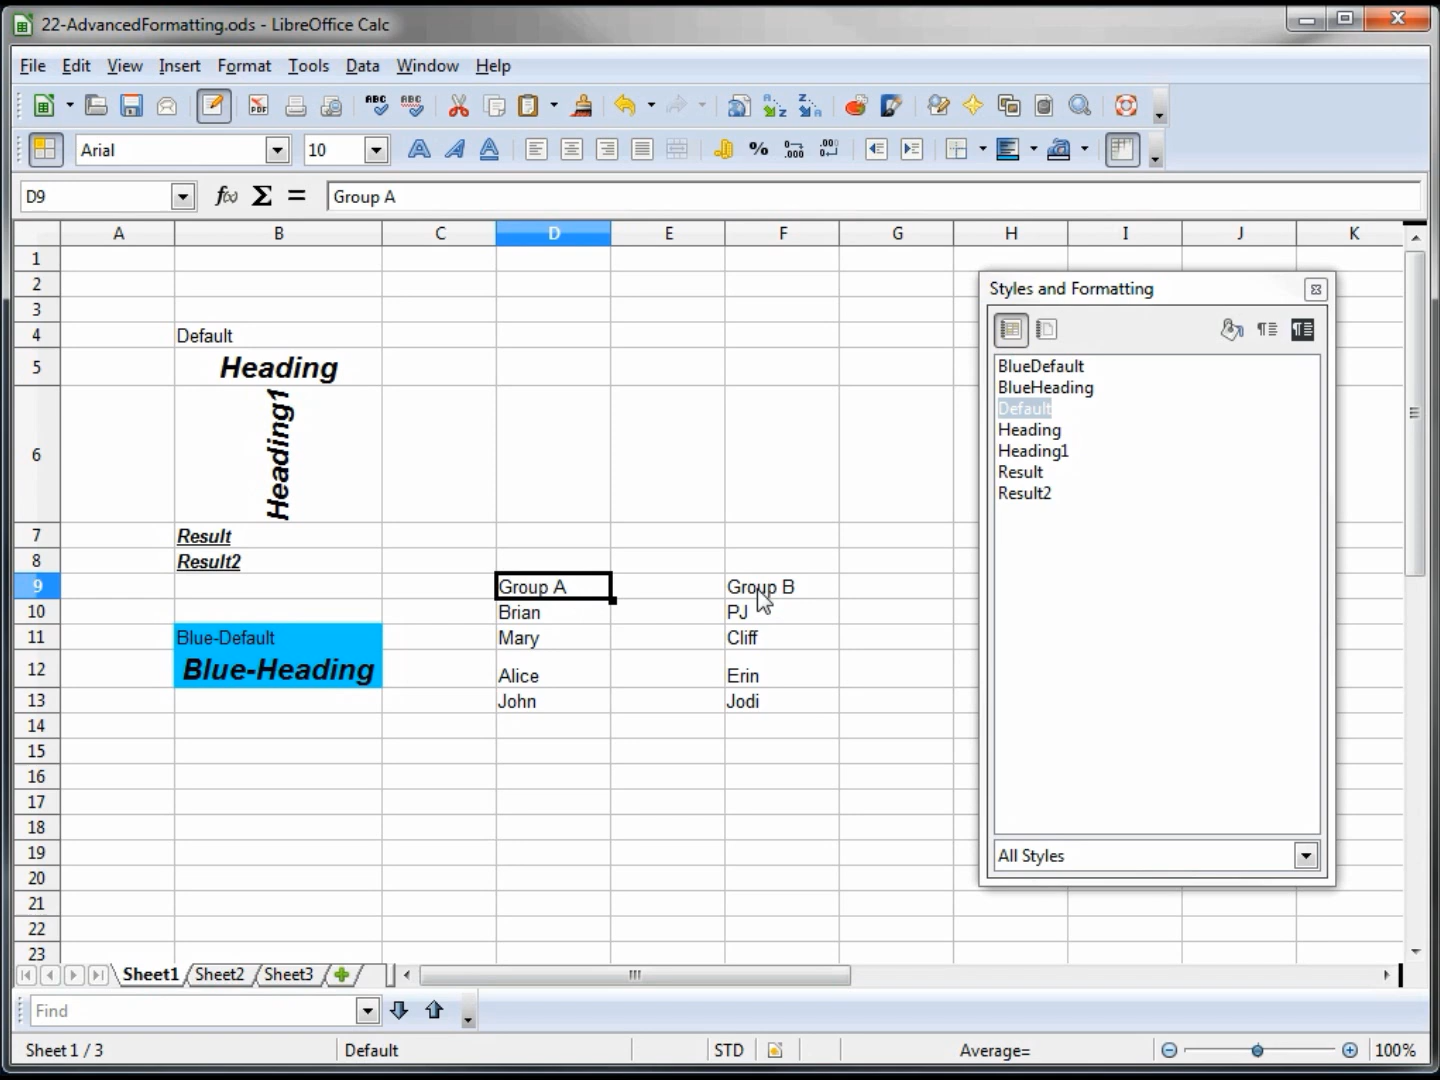 22-AdvancedFormatting.ods - LibreOffice Calc
File Edit View Insert Format Tools Data Window Help
Arial 10
D9 Group A
A B C D E F G H I J K
1
2
3
4 Default
5 Heading
6 Heading1
7 Result
8 Result2
9 Group A Group B
10 Brian PJ
11 Blue-Default Mary Cliff
12 Blue-Heading Alice Erin
13 John Jodi
14
15
16
17
18
19
20
21
22
23
Styles and Formatting
BlueDefault
BlueHeading
Default
Heading
Heading1
Result
Result2
All Styles
Sheet1 Sheet2 Sheet3
Find
Sheet 1 / 3 Default STD Average= 100%